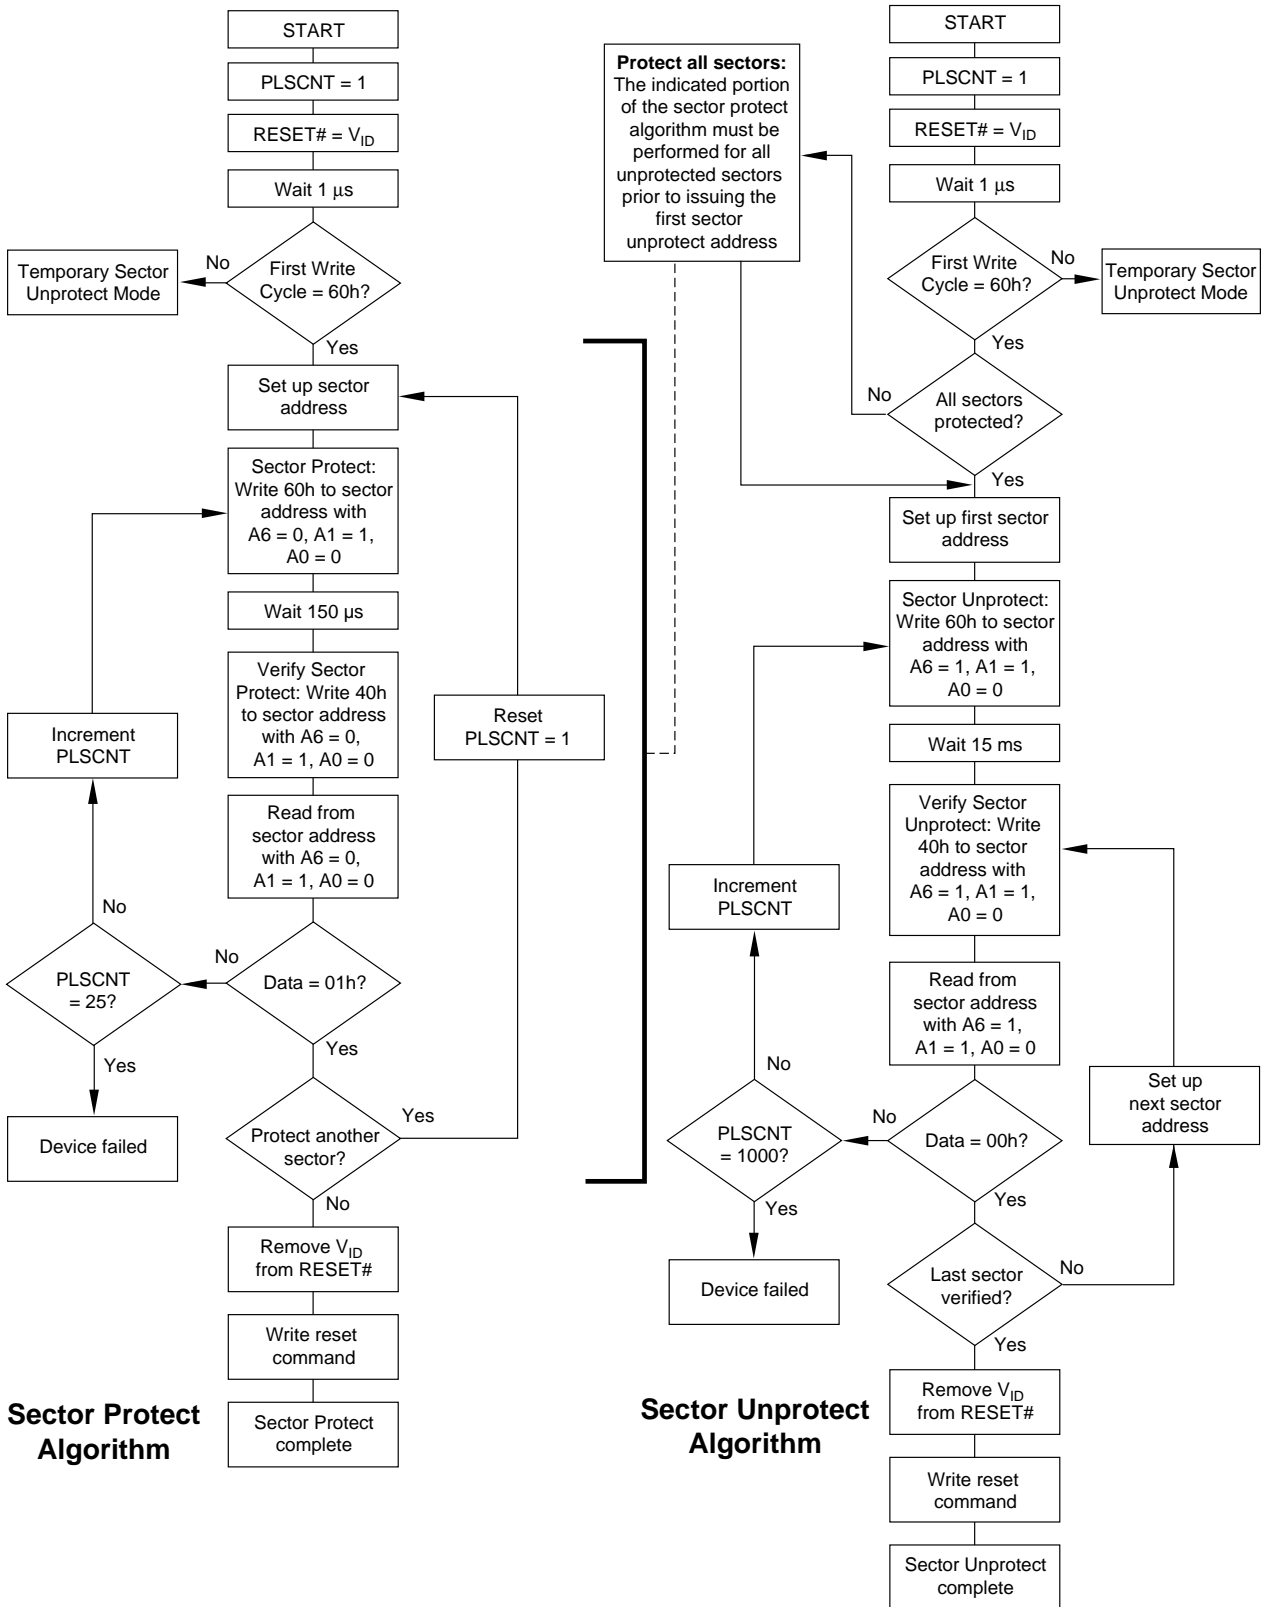 START
PLSCNT = 1
RESET# = VID
Wait 1 μs
First Write
Cycle = 60h?
No
Temporary Sector
Unprotect Mode
Yes
Set up sector
address
Sector Protect:
Write 60h to sector
address with
A6 = 0, A1 = 1,
A0 = 0
Wait 150 µs
Verify Sector
Protect: Write 40h
to sector address
with A6 = 0,
A1 = 1, A0 = 0
Increment
PLSCNT
Reset
PLSCNT = 1
Read from
sector address
with A6 = 0,
A1 = 1, A0 = 0
No
PLSCNT
= 25?
No
Data = 01h?
Yes
Yes
Device failed
Protect another
sector?
Yes
No
Remove VID
from RESET#
Write reset
command
Sector Protect
complete
Sector Protect
Algorithm
Protect all sectors:
The indicated portion
of the sector protect
algorithm must be
performed for all
unprotected sectors
prior to issuing the
first sector
unprotect address
START
PLSCNT = 1
RESET# = VID
Wait 1 μs
First Write
Cycle = 60h?
No
Temporary Sector
Unprotect Mode
Yes
No
All sectors
protected?
Yes
Set up first sector
address
Sector Unprotect:
Write 60h to sector
address with
A6 = 1, A1 = 1,
A0 = 0
Wait 15 ms
Verify Sector
Unprotect: Write
40h to sector
address with
A6 = 1, A1 = 1,
A0 = 0
Increment
PLSCNT
Read from
sector address
with A6 = 1,
A1 = 1, A0 = 0
No
PLSCNT
= 1000?
No
Data = 00h?
Set up
next sector
address
Yes
Yes
Device failed
Last sector
verified?
No
Yes
Remove VID
from RESET#
Write reset
command
Sector Unprotect
complete
Sector Unprotect
Algorithm